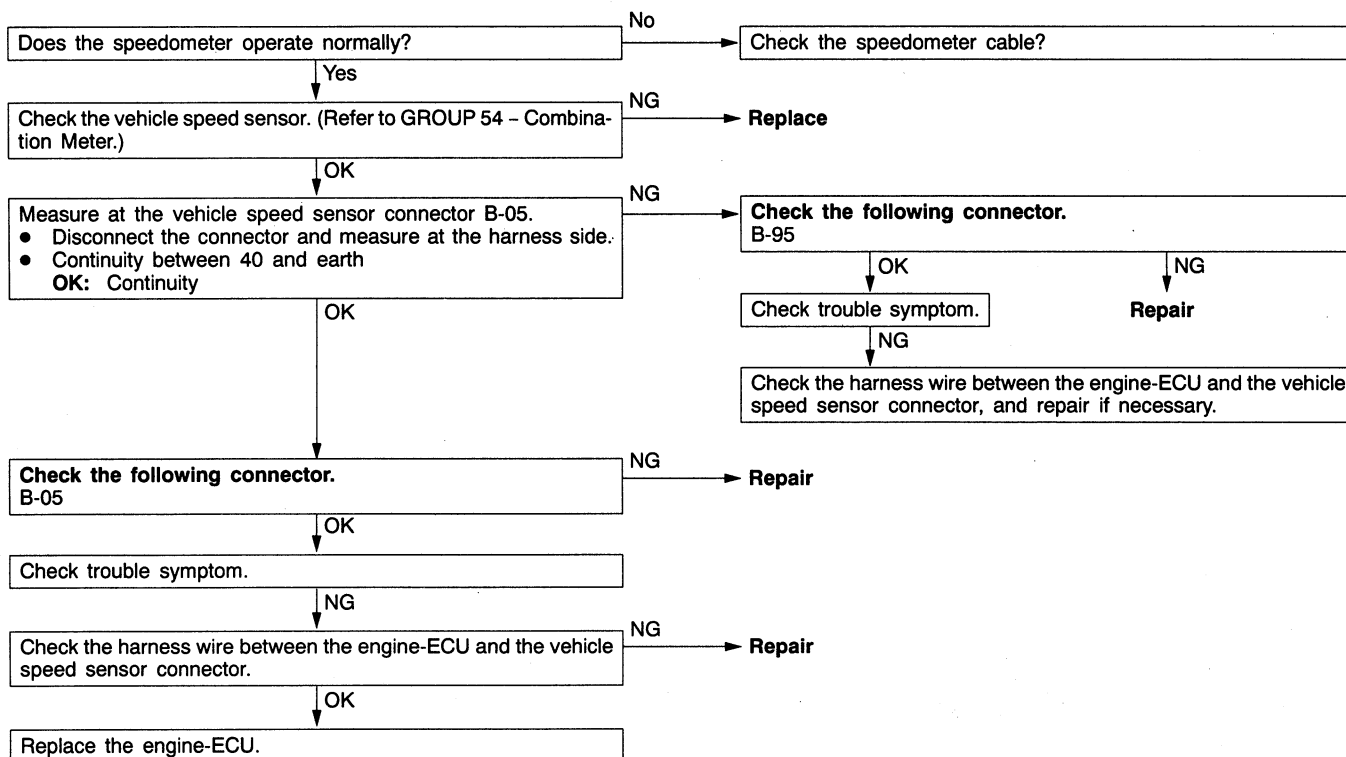 Does the speedometer operate normally?
No
Check the speedometer cable?
Yes
Check the vehicle speed sensor. (Refer to GROUP 54 – Combina-
tion Meter.)
NG
Replace
OK
Measure at the vehicle speed sensor connector B-05.
● Disconnect the connector and measure at the harness side.
● Continuity between 40 and earth
OK: Continuity
NG
Check the following connector.
B-95
OK
NG
Check trouble symptom.
Repair
NG
Check the harness wire between the engine-ECU and the vehicle
speed sensor connector, and repair if necessary.
OK
Check the following connector.
B-05
NG
Repair
OK
Check trouble symptom.
NG
Check the harness wire between the engine-ECU and the vehicle
speed sensor connector.
NG
Repair
OK
Replace the engine-ECU.